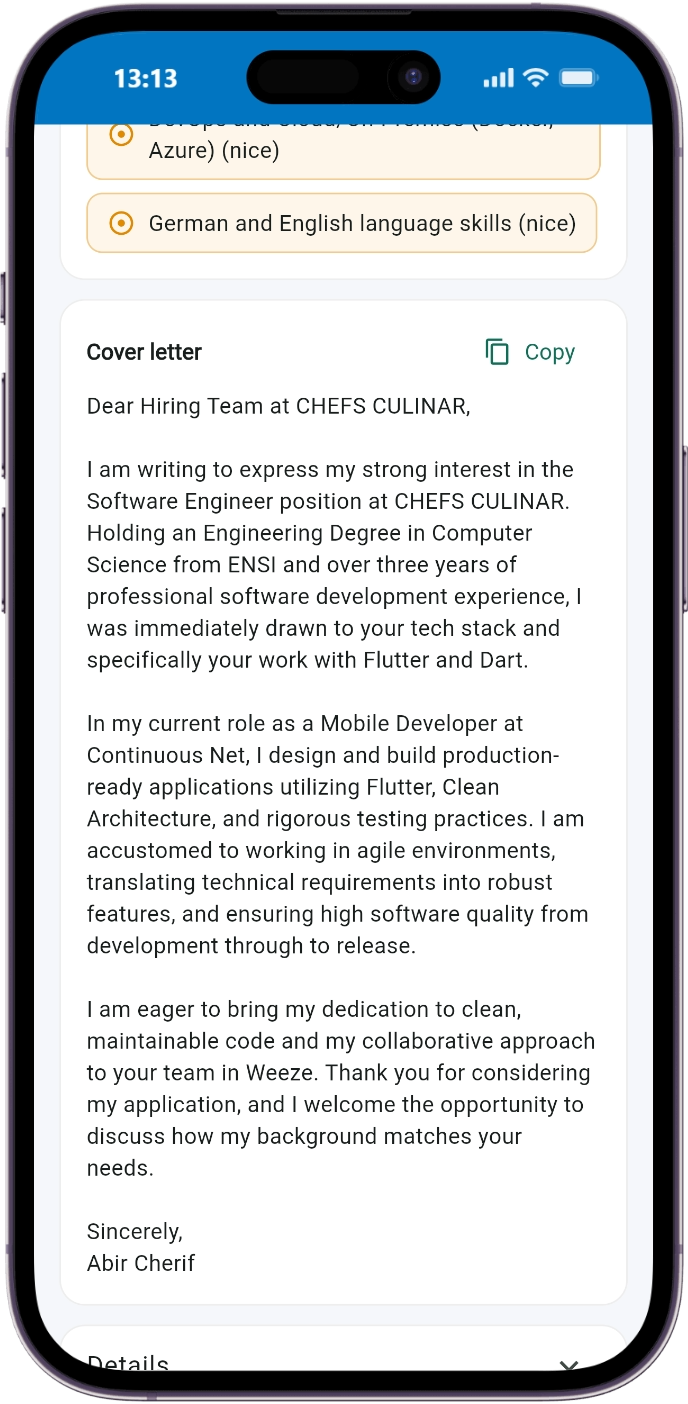 13:13
DevOps and Cloud, On-Premise (Docker,
Azure) (nice)
German and English language skills (nice)
Cover letter
Copy
Dear Hiring Team at CHEFS CULINAR,
I am writing to express my strong interest in the
Software Engineer position at CHEFS CULINAR.
Holding an Engineering Degree in Computer
Science from ENSI and over three years of
professional software development experience, I
was immediately drawn to your tech stack and
specifically your work with Flutter and Dart.
In my current role as a Mobile Developer at
Continuous Net, I design and build production-
ready applications utilizing Flutter, Clean
Architecture, and rigorous testing practices. I am
accustomed to working in agile environments,
translating technical requirements into robust
features, and ensuring high software quality from
development through to release.
I am eager to bring my dedication to clean,
maintainable code and my collaborative approach
to your team in Weeze. Thank you for considering
my application, and I welcome the opportunity to
discuss how my background matches your
needs.
Sincerely,
Abir Cherif
Details